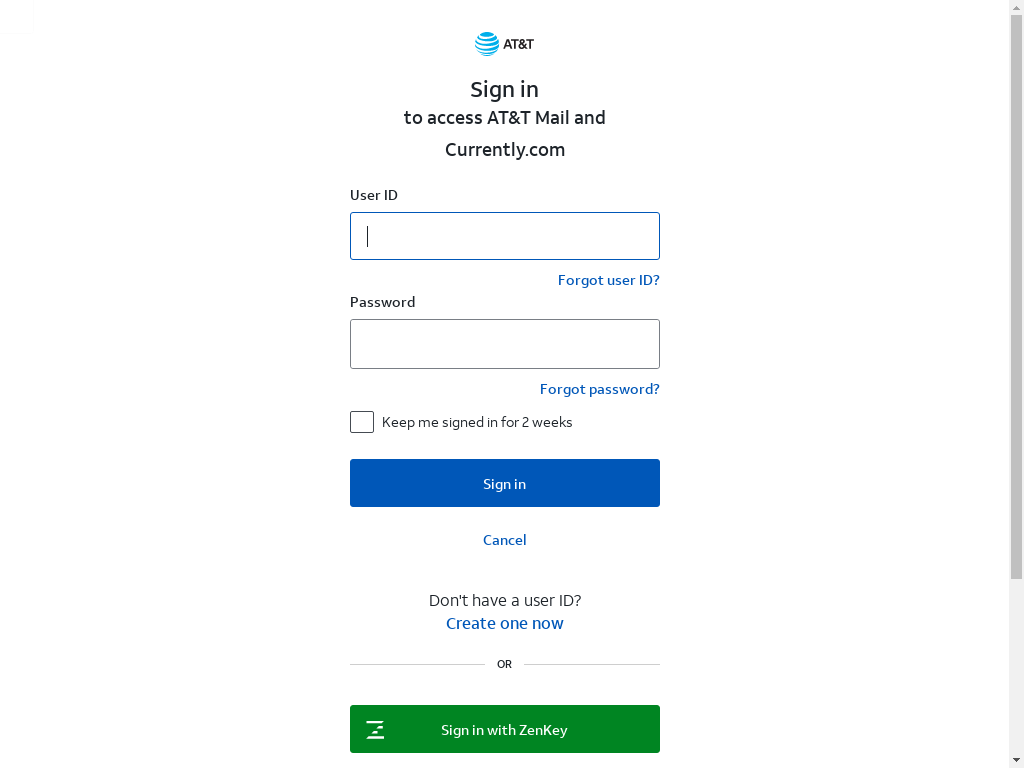 AT&T
Sign in
to access AT&T Mail and
Currently.com
User ID
Forgot user ID?
Password
Forgot password?
Keep me signed in for 2 weeks
Sign in
Cancel
Don't have a user ID?
Create one now
OR
Sign in with ZenKey